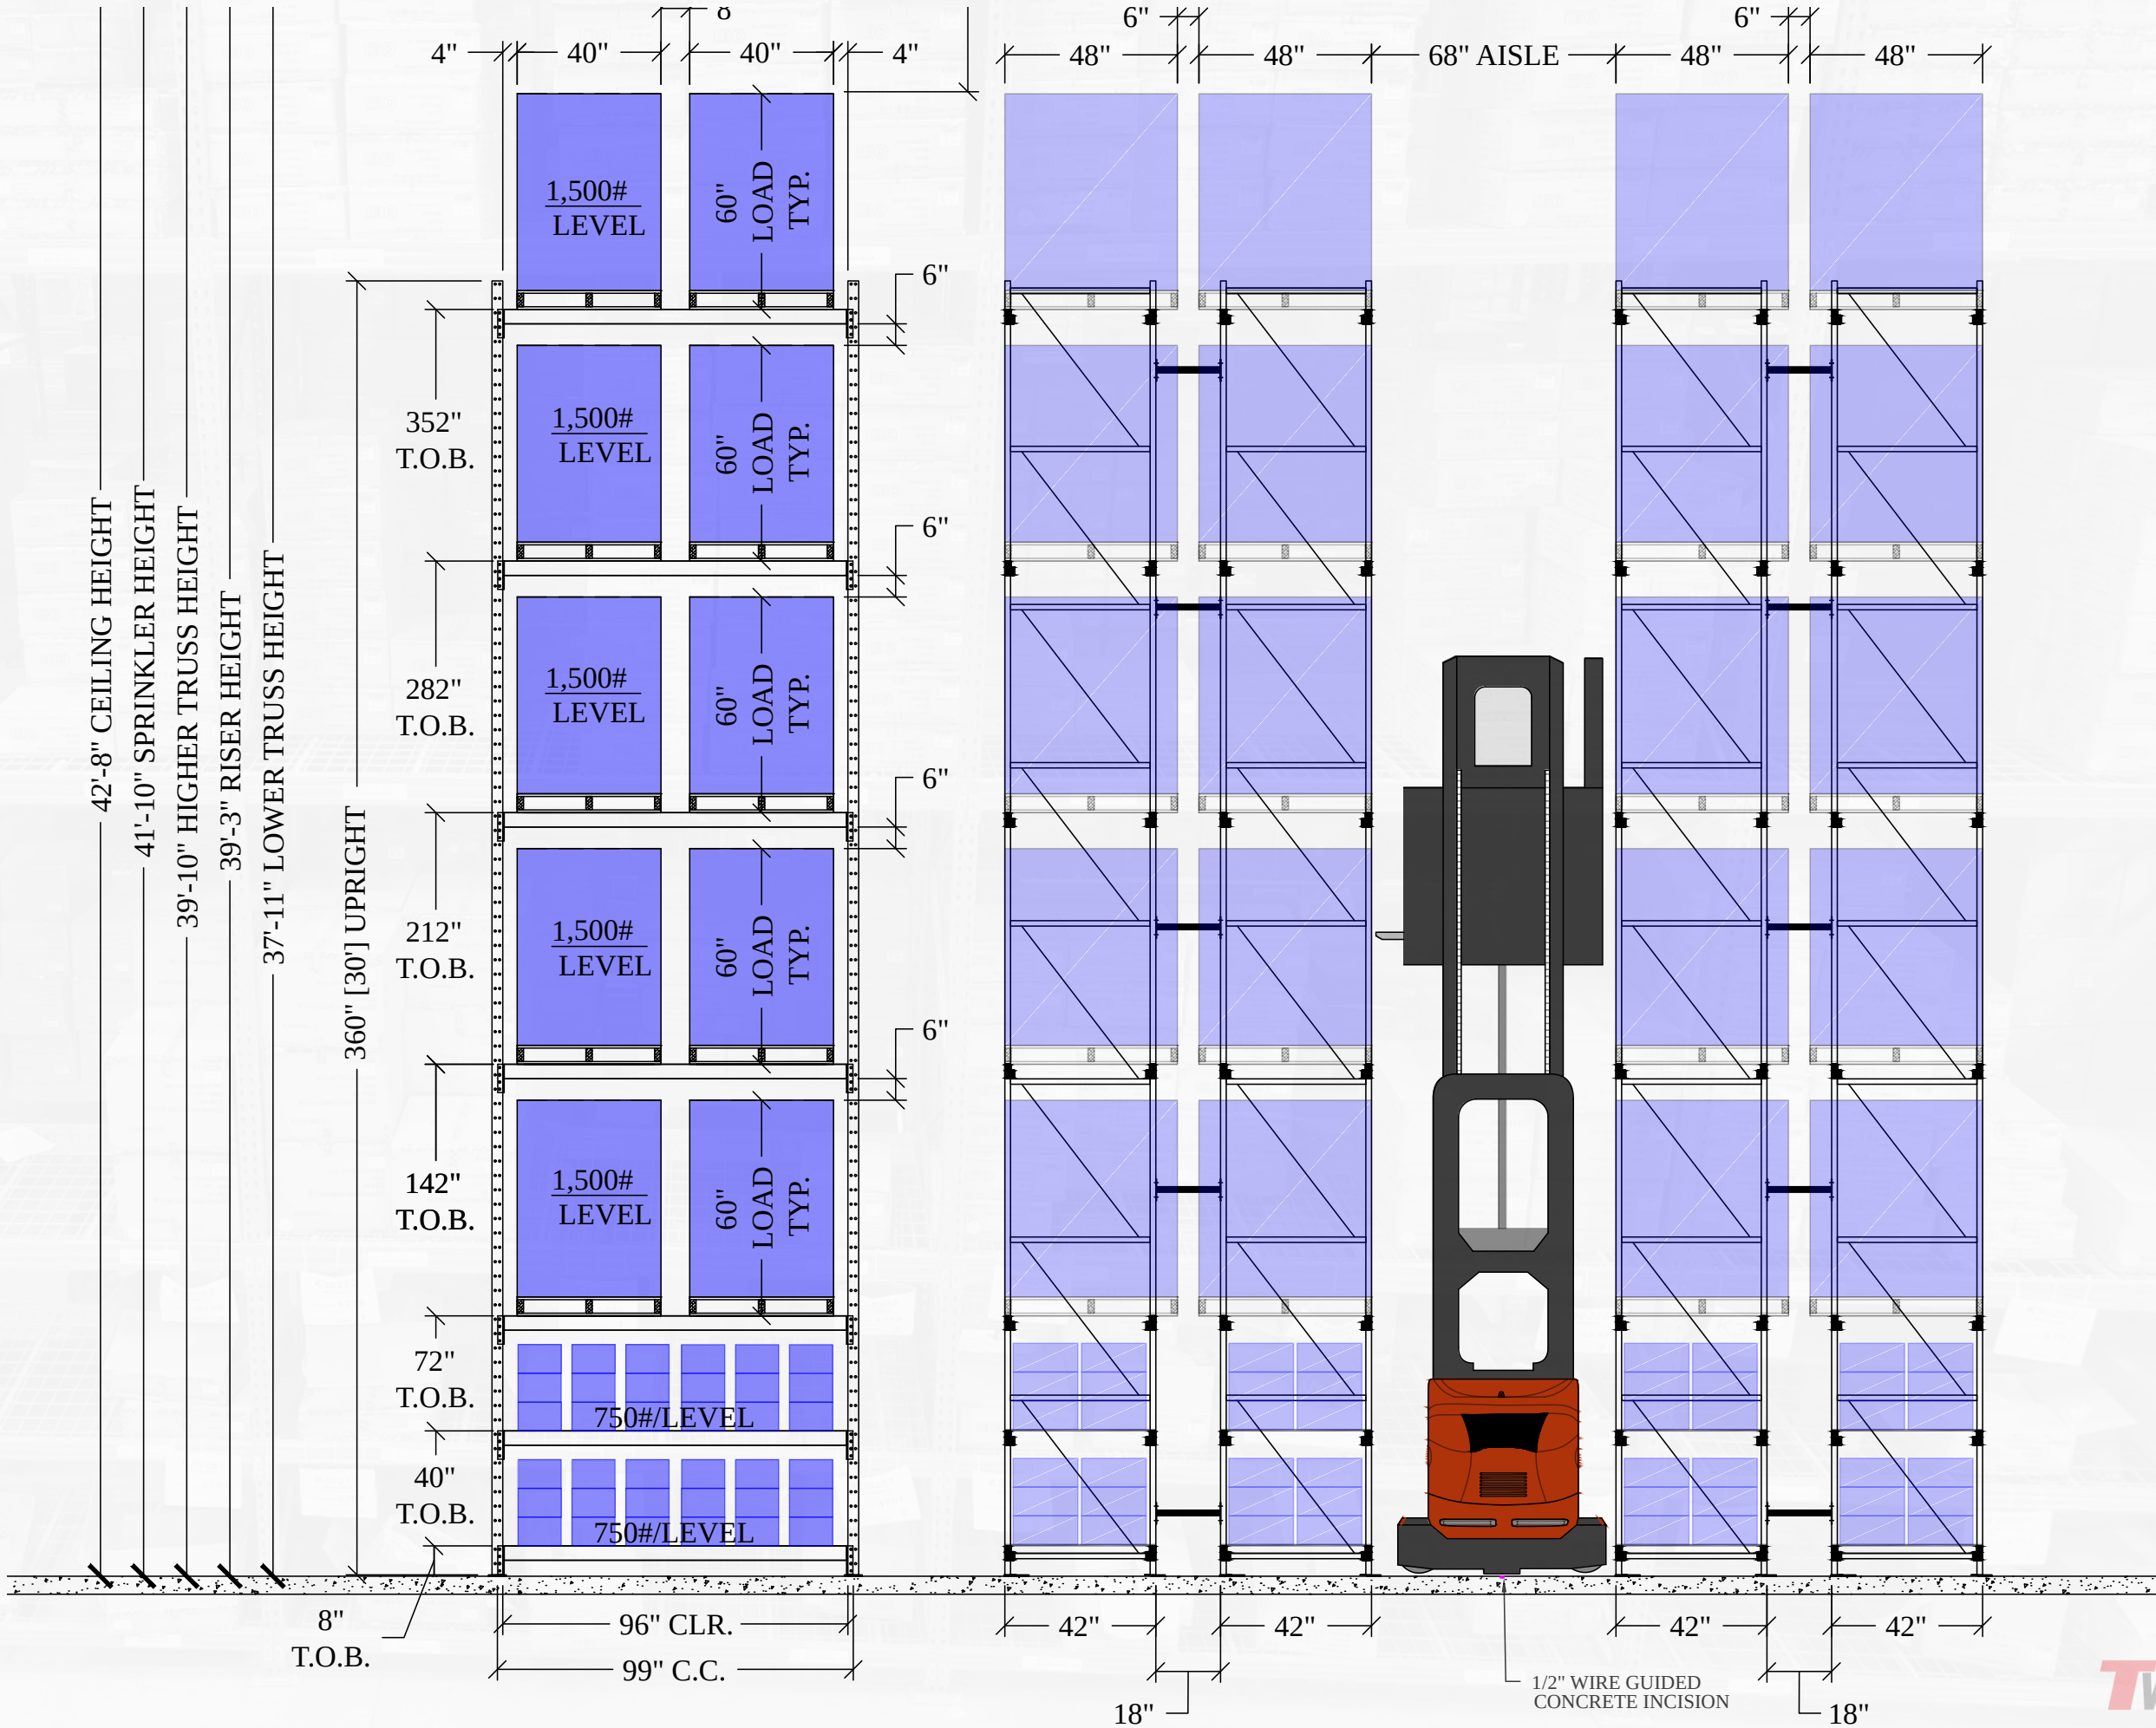 8
4" 40" 40" 4"
6" 6"
48" 48" 68" AISLE 48" 48"
1,500#
LEVEL
60"
LOAD
TYP.
6"
352"
T.O.B.
1,500#
LEVEL
60"
LOAD
TYP.
6"
282"
T.O.B.
1,500#
LEVEL
60"
LOAD
TYP.
6"
212"
T.O.B.
1,500#
LEVEL
60"
LOAD
TYP.
6"
142"
T.O.B.
1,500#
LEVEL
60"
LOAD
TYP.
42'-8" CEILING HEIGHT
41'-10" SPRINKLER HEIGHT
39'-10" HIGHER TRUSS HEIGHT
39'-3" RISER HEIGHT
37'-11" LOWER TRUSS HEIGHT
360" [30'] UPRIGHT
72"
T.O.B.
750#/LEVEL
40"
T.O.B.
750#/LEVEL
8"
T.O.B.
96" CLR.
99" C.C.
42" 42" 42" 42"
18" 18"
1/2" WIRE GUIDED
CONCRETE INCISION